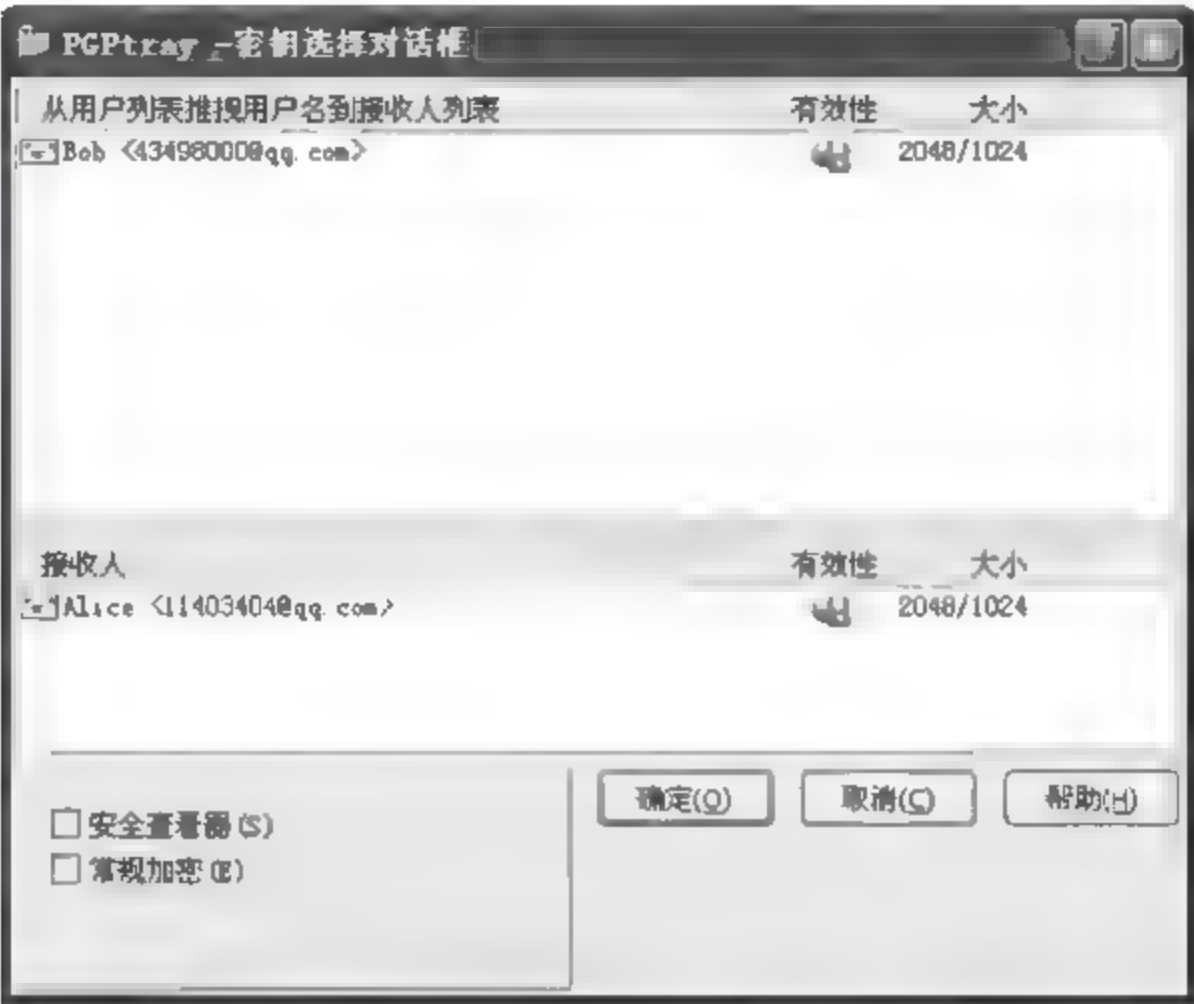 PGPtray -密钥选择对话框
从用户列表推拽用户名到接收人列表 有效性 大小
Bob <43498000@qq.com> 2048/1024
接收人 有效性 大小
Alice <114034040@qq.com> 2048/1024
确定(O) 取消(C) 帮助(H)
安全查看器(S)
常规加密(E)